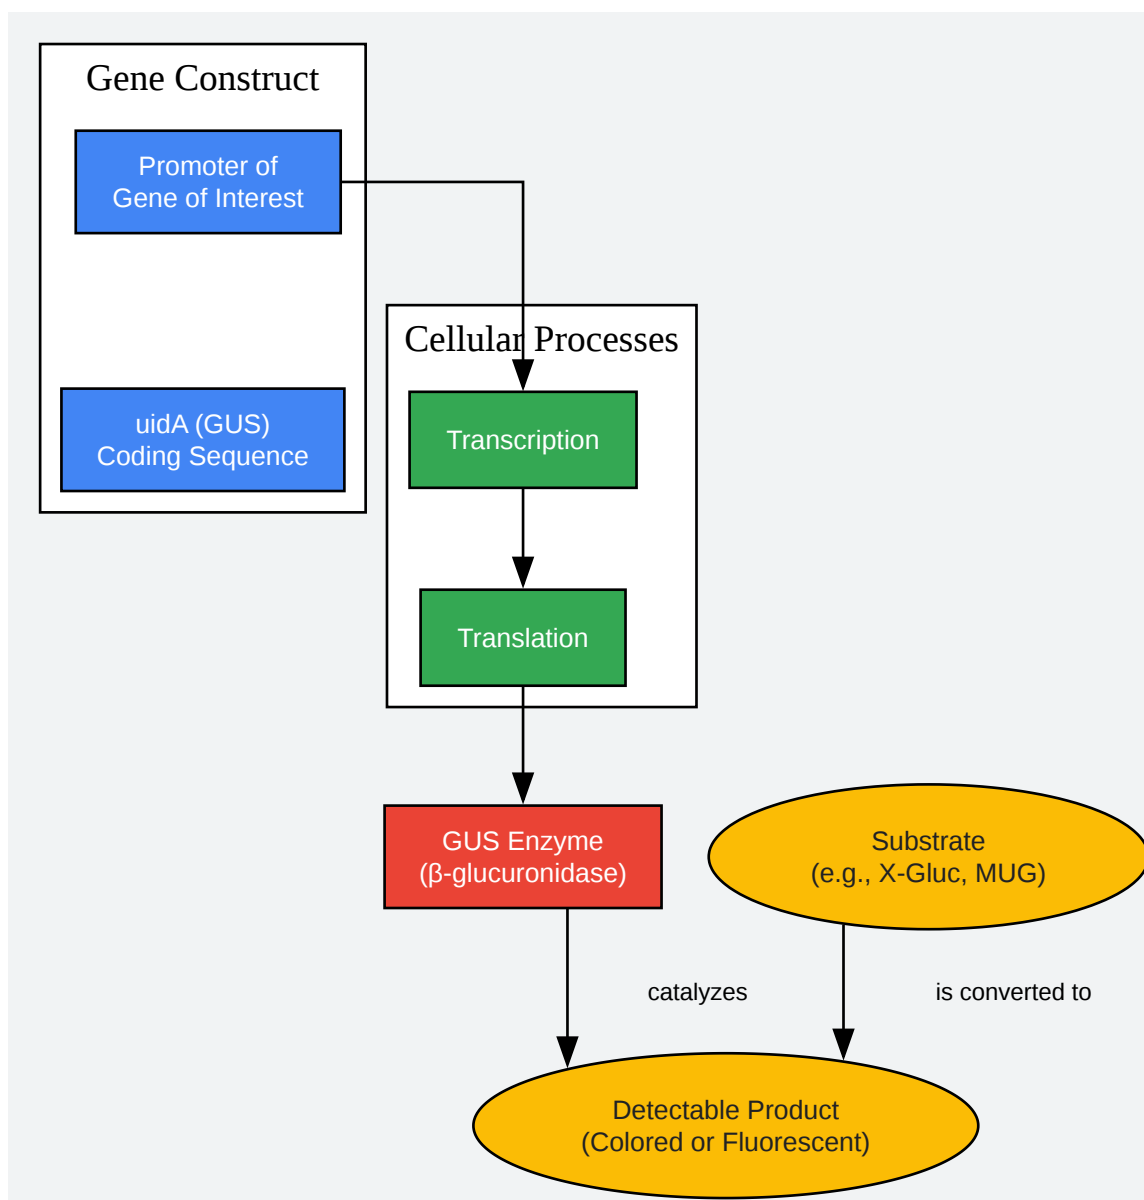 Gene Construct
Promoter of
Gene of Interest
Cellular Processes
uidA (GUS)
Coding Sequence
Transcription
Translation
GUS Enzyme
(β-glucuronidase)
Substrate
(e.g., X-Gluc, MUG)
catalyzes
is converted to
Detectable Product
(Colored or Fluorescent)